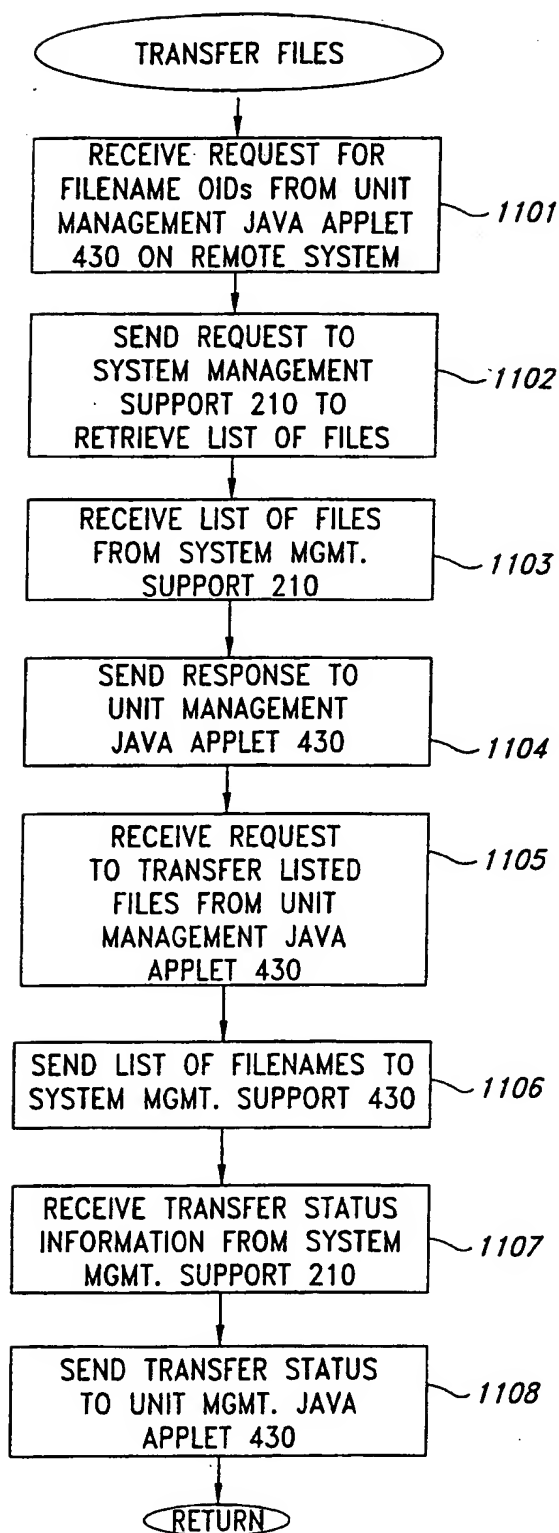 TRANSFER FILES
RECEIVE REQUEST FOR
FILENAME OIDs FROM UNIT
MANAGEMENT JAVA APPLET
430 ON REMOTE SYSTEM
1101
SEND REQUEST TO
SYSTEM MANAGEMENT
SUPPORT 210 TO
RETRIEVE LIST OF FILES
1102
RECEIVE LIST OF FILES
FROM SYSTEM MGMT.
SUPPORT 210
1103
SEND RESPONSE TO
UNIT MANAGEMENT
JAVA APPLET 430
1104
RECEIVE REQUEST
TO TRANSFER LISTED
FILES FROM UNIT
MANAGEMENT JAVA
APPLET 430
1105
SEND LIST OF FILENAMES TO
SYSTEM MGMT. SUPPORT 430
1106
RECEIVE TRANSFER STATUS
INFORMATION FROM SYSTEM
MGMT. SUPPORT 210
1107
SEND TRANSFER STATUS
TO UNIT MGMT. JAVA
APPLET 430
1108
RETURN